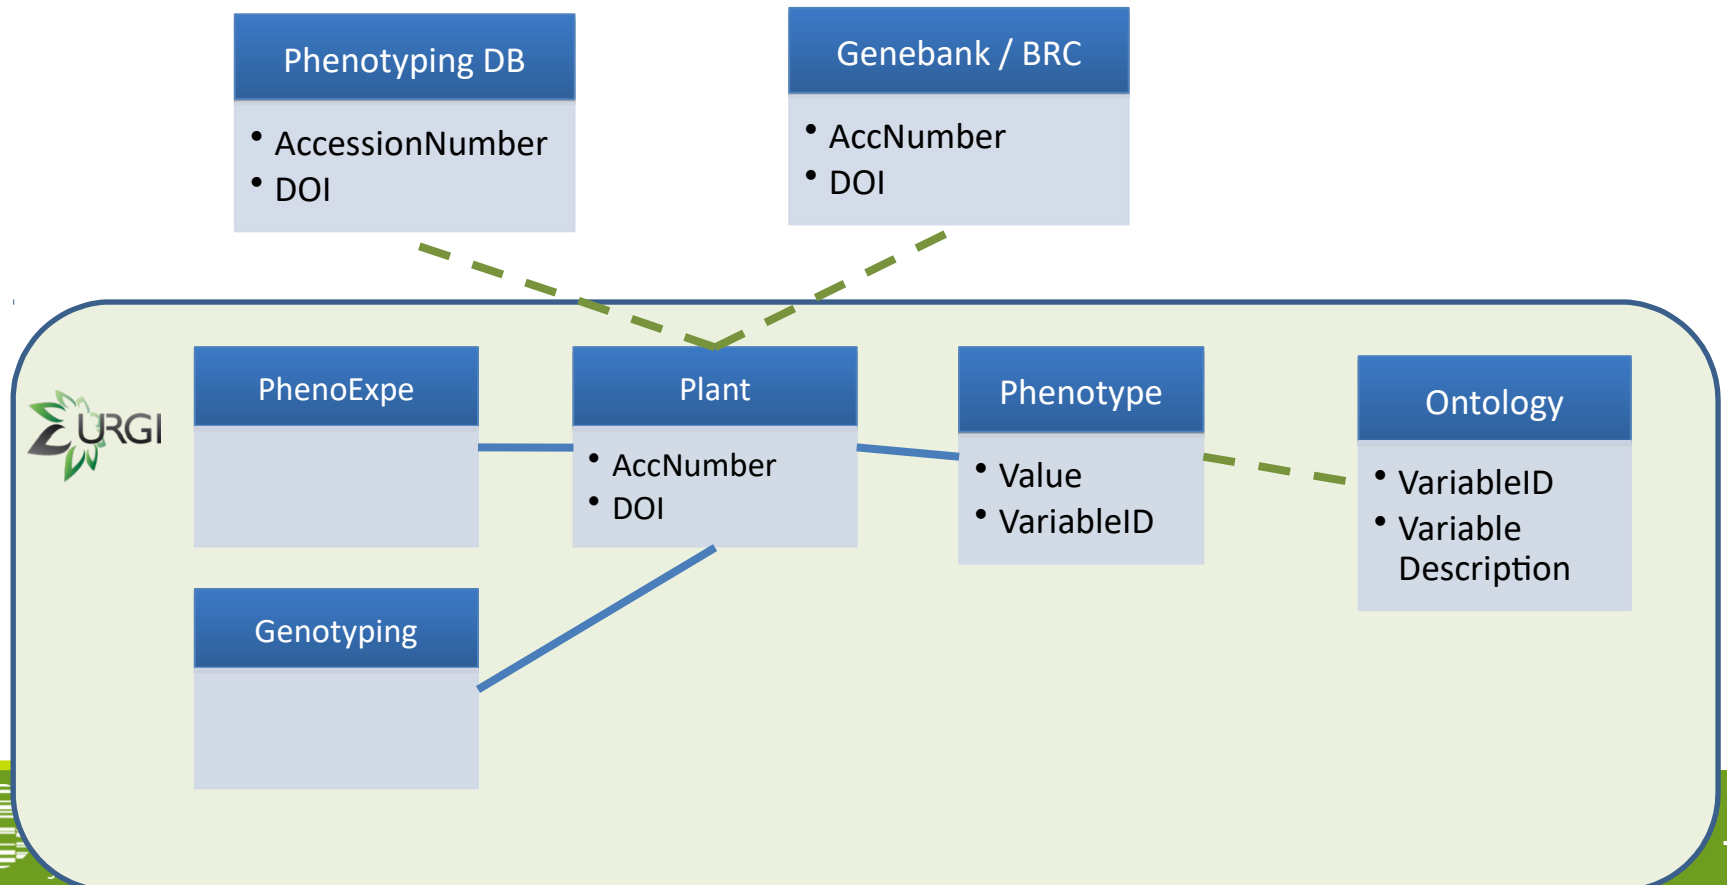 Phenotyping DB
• AccessionNumber
• DOI
Genebank / BRC
• AccNumber
• DOI
URGI
PhenoExpe
Plant
• AccNumber
• DOI
Phenotype
• Value
• VariableID
Ontology
• VariableID
• Variable
Description
Genotyping